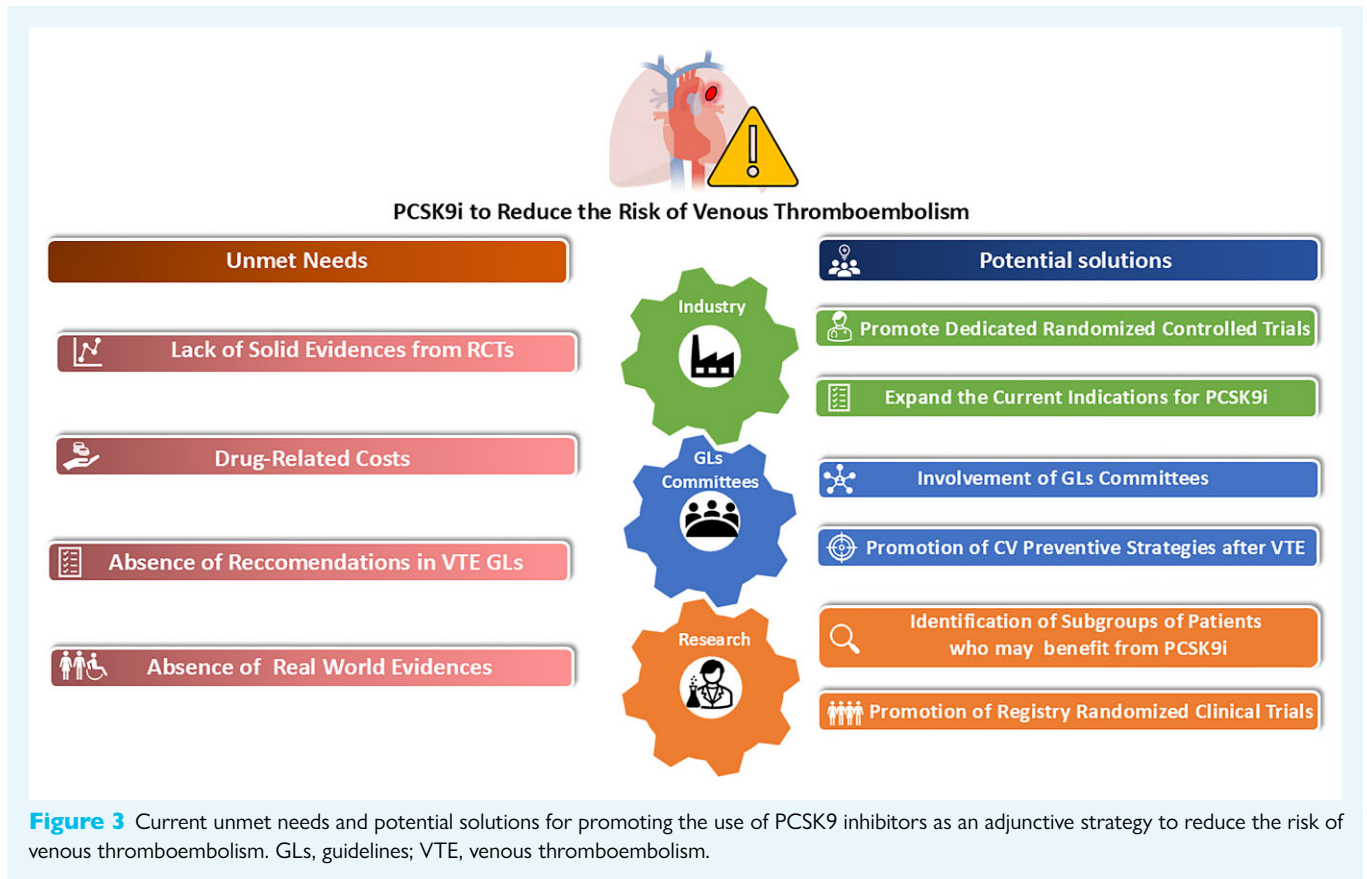 PCSK9i to Reduce the Risk of Venous Thromboembolism
Unmet Needs
Lack of Solid Evidences from RCTs
Drug-Related Costs
Absence of Reccomendations in VTE GLs
Absence of Real World Evidences
Industry
GLs
Committees
Research
Potential solutions
Promote Dedicated Randomized Controlled Trials
Expand the Current Indications for PCSK9i
Involvement of GLs Committees
Promotion of CV Preventive Strategies after VTE
Identification of Subgroups of Patients
who may benefit from PCSK9i
Promotion of Registry Randomized Clinical Trials
Figure 3 Current unmet needs and potential solutions for promoting the use of PCSK9 inhibitors as an adjunctive strategy to reduce the risk of
venous thromboembolism. GLs, guidelines; VTE, venous thromboembolism.